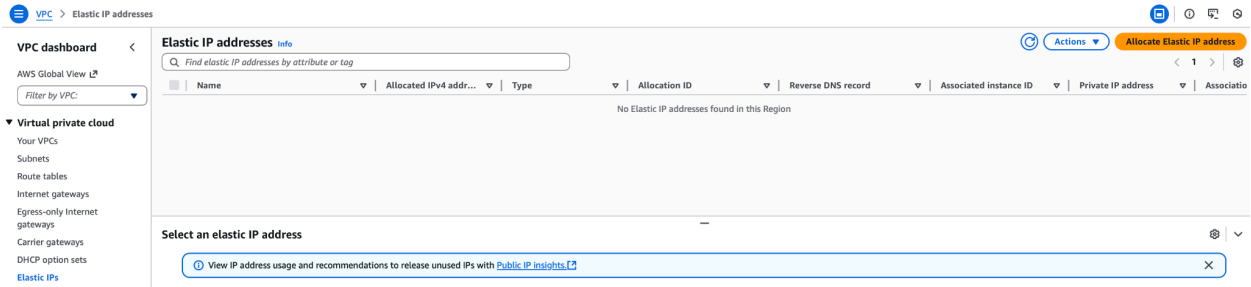 VPC > Elastic IP addresses
VPC dashboard
AWS Global View
Filter by VPC:
Virtual private cloud
Your VPCs
Subnets
Route tables
Internet gateways
Egress-only Internet
gateways
Carrier gateways
DHCP option sets
Elastic IPs
Elastic IP addresses Info
Actions
Allocate Elastic IP address
Find elastic IP addresses by attribute or tag
1
Name
Allocated IPv4 addr...
Type
Allocation ID
Reverse DNS record
Associated instance ID
Private IP address
Associatio
No Elastic IP addresses found in this Region
Select an elastic IP address
View IP address usage and recommendations to release unused IPs with Public IP insights.